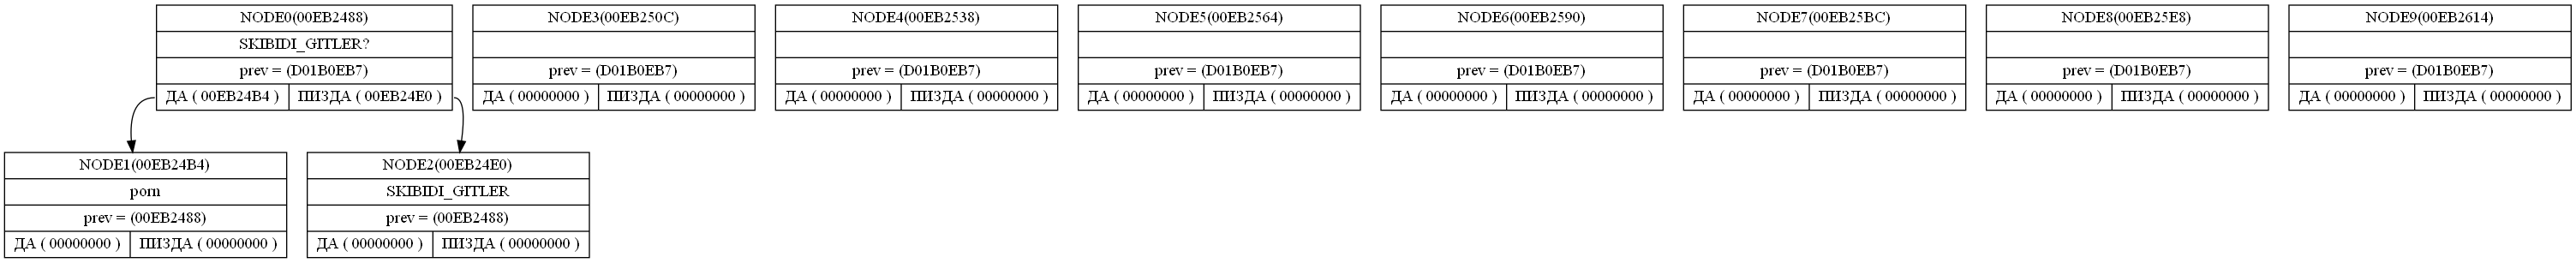 NODE0(00EB2488)
SKIBIDI_GITLER?
prev = (D01B0EB7)
ДА ( 00EB24B4 ) ПИЗДА ( 00EB24E0 )
NODE3(00EB250C)
prev = (D01B0EB7)
ДА ( 00000000 ) ПИЗДА ( 00000000 )
NODE4(00EB2538)
prev = (D01B0EB7)
ДА ( 00000000 ) ПИЗДА ( 00000000 )
NODE5(00EB2564)
prev = (D01B0EB7)
ДА ( 00000000 ) ПИЗДА ( 00000000 )
NODE6(00EB2590)
prev = (D01B0EB7)
ДА ( 00000000 ) ПИЗДА ( 00000000 )
NODE7(00EB25BC)
prev = (D01B0EB7)
ДА ( 00000000 ) ПИЗДА ( 00000000 )
NODE8(00EB25E8)
prev = (D01B0EB7)
ДА ( 00000000 ) ПИЗДА ( 00000000 )
NODE9(00EB2614)
prev = (D01B0EB7)
ДА ( 00000000 ) ПИЗДА ( 00000000 )
NODE1(00EB24B4)
porn
prev = (00EB2488)
ДА ( 00000000 ) ПИЗДА ( 00000000 )
NODE2(00EB24E0)
SKIBIDI_GITLER
prev = (00EB2488)
ДА ( 00000000 ) ПИЗДА ( 00000000 )